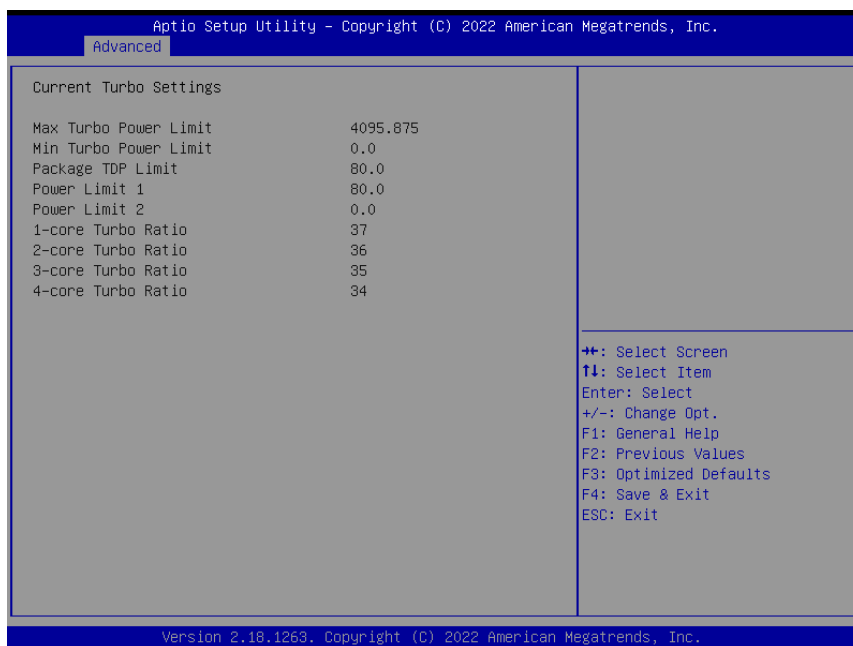 Aptio Setup Utility – Copyright (C) 2022 American Megatrends, Inc.
Advanced
Current Turbo Settings
Max Turbo Power Limit 4095.875
Min Turbo Power Limit 0.0
Package TDP Limit 80.0
Power Limit 1 80.0
Power Limit 2 0.0
1-core Turbo Ratio 37
2-core Turbo Ratio 36
3-core Turbo Ratio 35
4-core Turbo Ratio 34
→←: Select Screen
↑↓: Select Item
Enter: Select
+/-: Change Opt.
F1: General Help
F2: Previous Values
F3: Optimized Defaults
F4: Save & Exit
ESC: Exit
Version 2.18.1263. Copyright (C) 2022 American Megatrends, Inc.